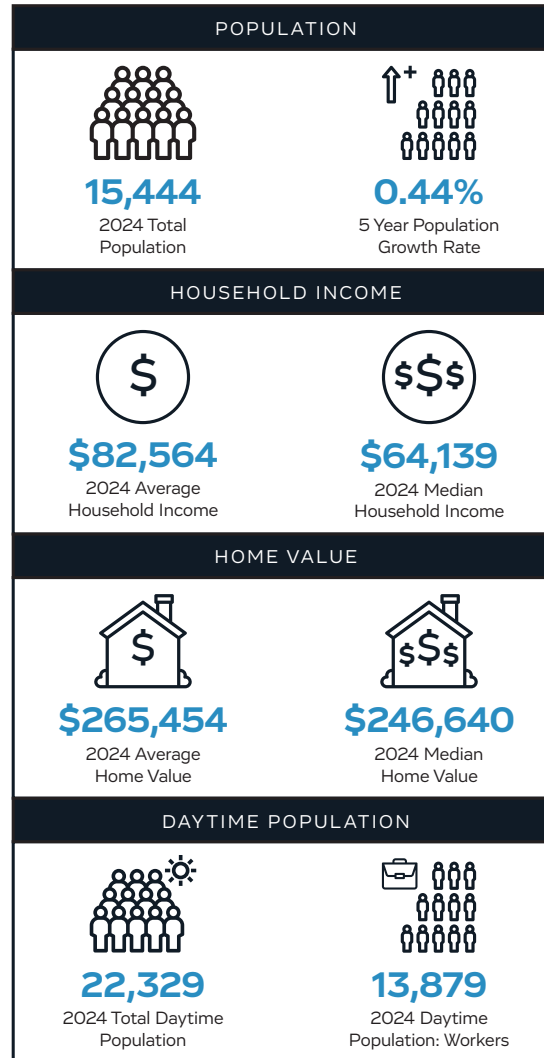 POPULATION
15,444
2024 Total
Population
0.44%
5 Year Population
Growth Rate
HOUSEHOLD INCOME
$
$82,564
2024 Average
Household Income
$$$
$64,139
2024 Median
Household Income
HOME VALUE
$
$265,454
2024 Average
Home Value
$$$
$246,640
2024 Median
Home Value
DAYTIME POPULATION
22,329
2024 Total Daytime
Population
13,879
2024 Daytime
Population: Workers